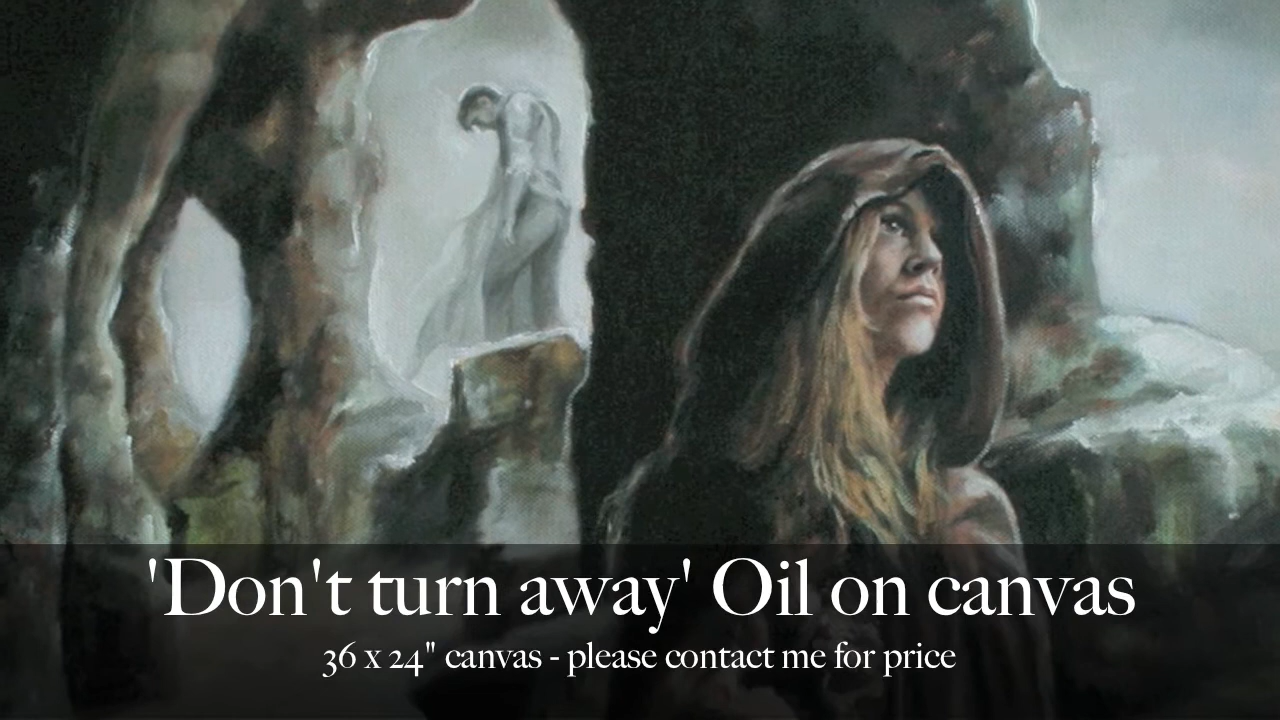 'Don't turn away' Oil on canvas
36 x 24" canvas - please contact me for price